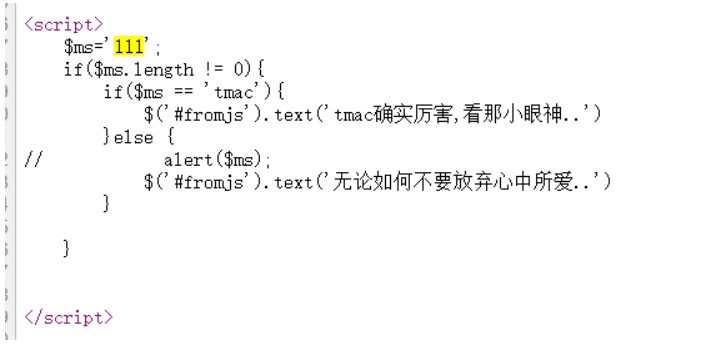 <script>
$ms='111';
if($ms.length != 0){
if($ms == 'tmac'){
$('#fromjs').text('tmac确实厉害,看那小眼神..')
}else {
// alert($ms);
$('#fromjs').text('无论如何不要放弃心中所爱..')
}
}
</script>